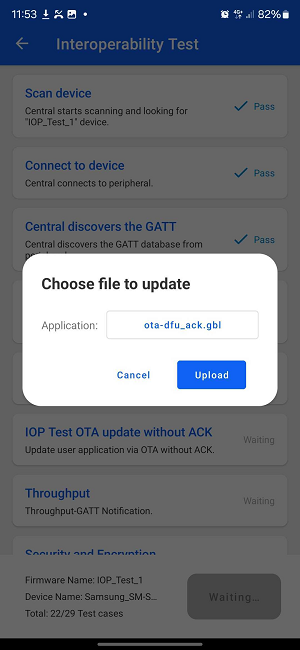 11:53
4G+
82%
Interoperability Test
Scan device
Central starts scanning and looking for
"IOP_Test_1" device.
Pass
Connect to device
Central connects to peripheral.
Pass
Central discovers the GATT
Central discovers the GATT database from
Pass
Choose file to update
Application:
ota-dfu_ack.gbl
Cancel
Upload
IOP Test OTA update without ACK
Update user application via OTA without ACK.
Waiting
Throughput
Throughput-GATT Notification.
Waiting
Security and Encryption
Firmware Name: IOP_Test_1
Device Name: Samsung_SM-S...
Total: 22/29 Test cases
Waiting...